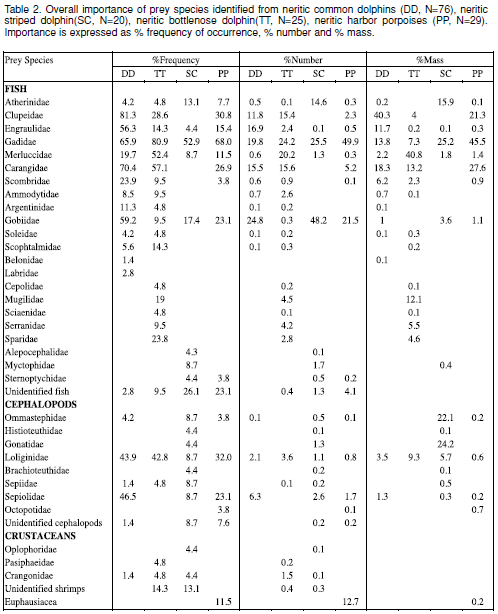 Table 2. Overall importance of prey species identified from neritic common dolphins (DD, N=76), neritic
striped dolphin(SC, N=20), neritic bottlenose dolphin(TT, N=25), neritic harbor porpoises (PP, N=29).
Importance is expressed as % frequency of occurrence, % number and % mass.
Prey Species %Frequency %Number %Mass
DD TT SC PP DD TT SC PP DD TT SC PP
FISH
Atherinidae 4.2 4.8 13.1 7.7 0.5 0.1 14.6 0.3 0.2 15.9 0.1
Clupeidae 81.3 28.6 30.8 11.8 15.4 2.3 40.3 4 21.3
Engraulidae 56.3 14.3 4.4 15.4 16.9 2.4 0.1 0.5 11.7 0.2 0.1 0.3
Gadidae 65.9 80.9 52.9 68.0 19.8 24.2 25.5 49.9 13.8 7.3 25.2 45.5
Merluccidae 19.7 52.4 8.7 11.5 0.6 20.2 1.3 0.3 2.2 40.8 1.8 1.4
Carangidae 70.4 57.1 26.9 15.5 15.6 5.2 18.3 13.2 27.6
Scombridae 23.9 9.5 3.8 0.6 0.9 0.1 6.2 2.3 0.9
Ammodytidae 8.5 9.5 0.7 2.6 0.7 0.1
Argentinidae 11.3 4.8 0.1 0.2 0.1
Gobiidae 59.2 9.5 17.4 23.1 24.8 0.3 48.2 21.5 1 3.6 1.1
Soleidae 4.2 4.8 0.1 0.2 0.1 0.3
Scophtalmidae 5.6 14.3 0.1 0.3 0.2
Belonidae 1.4 0.1
Labridae 2.8
Cepolidae 4.8 0.2 0.1
Mugilidae 19 4.5 12.1
Sciaenidae 4.8 0.1 0.1
Serranidae 9.5 4.2 5.5
Sparidae 23.8 2.8 4.6
Alepocephalidae 4.3 0.1
Myctophidae 8.7 1.7 0.4
Sternoptychidae 4.4 3.8 0.5 0.2
Unidentified fish 2.8 9.5 26.1 23.1 0.4 1.3 4.1
CEPHALOPODS
Ommastephidae 4.2 8.7 3.8 0.1 0.5 0.1 22.1 0.2
Histioteuthidae 4.4 0.1 0.1
Gonatidae 4.4 1.3 24.2
Loliginidae 43.9 42.8 8.7 32.0 2.1 3.6 1.1 0.8 3.5 9.3 5.7 0.6
Brachioteuthidae 4.4 0.2 0.1
Sepiidae 1.4 4.8 8.7 0.1 0.2 0.5
Sepiolidae 46.5 8.7 23.1 6.3 2.6 1.7 1.3 0.3 0.2
Octopotidae 3.8 0.1 0.7
Unidentified cephalopods 1.4 8.7 7.6 0.2 0.2
CRUSTACEANS
Oplophoridae 4.4 0.1
Pasiphaeidae 4.8 0.2
Crangonidae 1.4 4.8 4.4 1.5 0.1
Unidentified shrimps 14.3 13.1 0.4 0.3
Euphausiacea 11.5 12.7 0.2